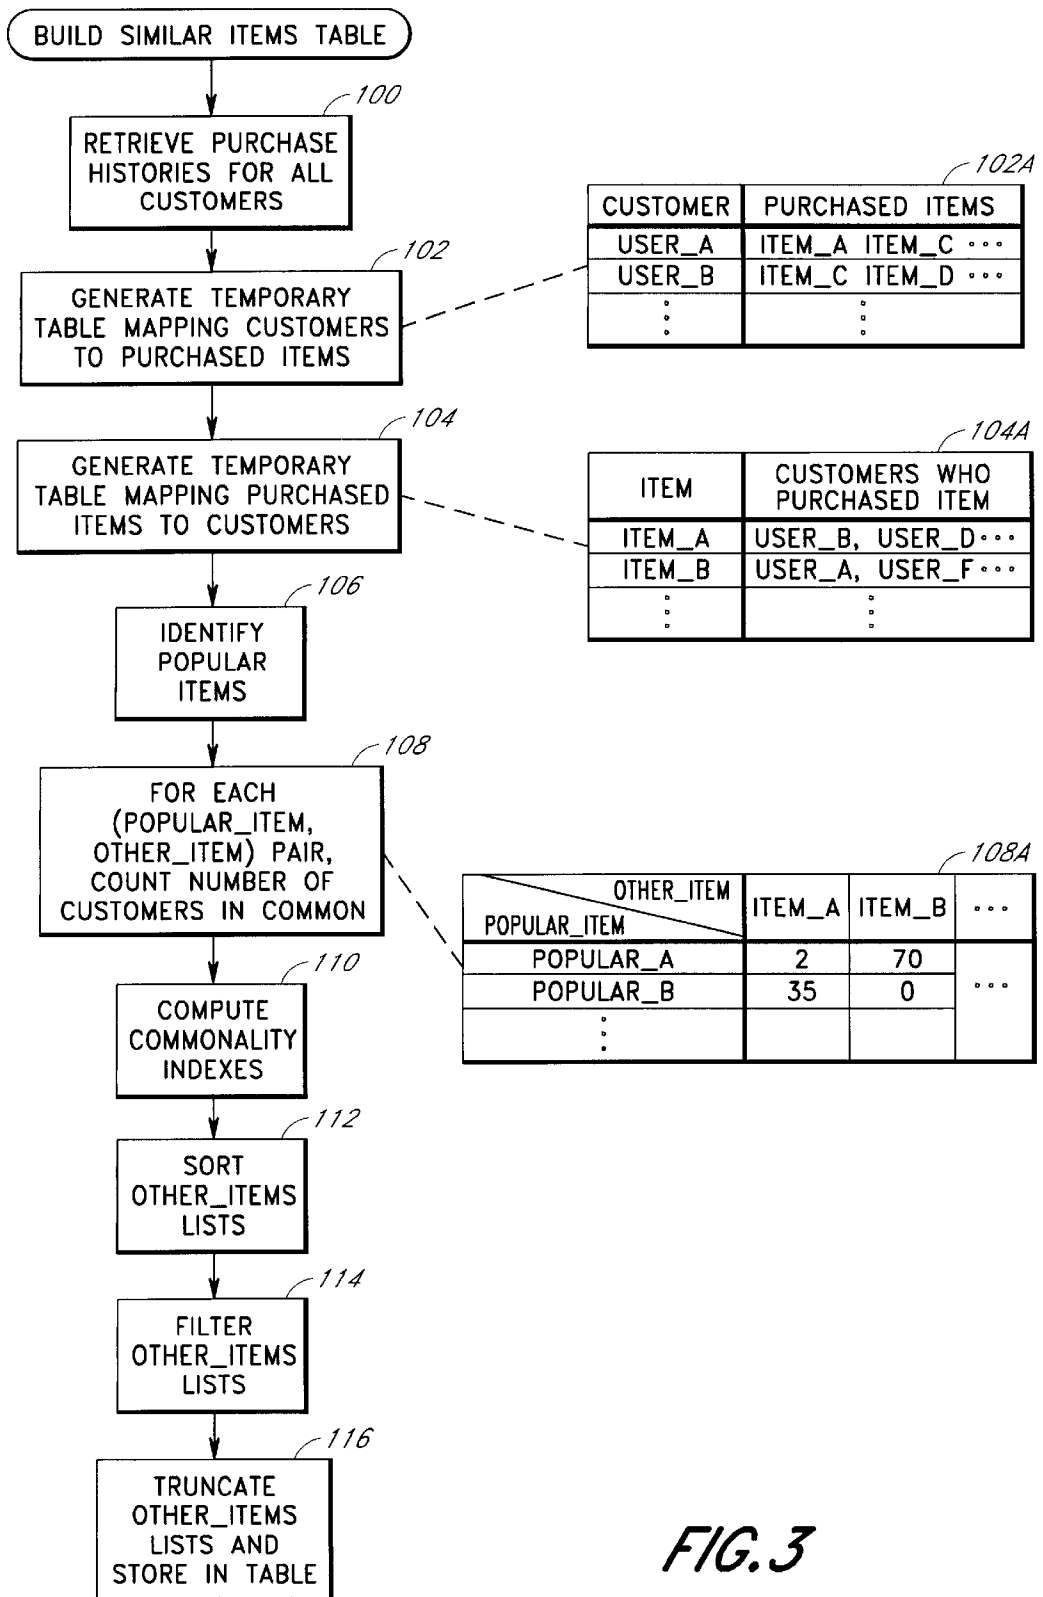 BUILD SIMILAR ITEMS TABLE
100
RETRIEVE PURCHASE
HISTORIES FOR ALL
CUSTOMERS
102
GENERATE TEMPORARY
TABLE MAPPING CUSTOMERS
TO PURCHASED ITEMS
102A
CUSTOMER PURCHASED ITEMS
USER_A ITEM_A ITEM_C •••
USER_B ITEM_C ITEM_D •••
104
GENERATE TEMPORARY
TABLE MAPPING PURCHASED
ITEMS TO CUSTOMERS
104A
ITEM
CUSTOMERS WHO
PURCHASED ITEM
ITEM_A USER_B, USER_D•••
ITEM_B USER_A, USER_F•••
106
IDENTIFY
POPULAR
ITEMS
108
FOR EACH
(POPULAR_ITEM,
OTHER_ITEM) PAIR,
COUNT NUMBER OF
CUSTOMERS IN COMMON
108A
OTHER_ITEM
POPULAR_ITEM
ITEM_A ITEM_B •••
POPULAR_A 2 70
POPULAR_B 35 0 •••
110
COMPUTE
COMMONALITY
INDEXES
112
SORT
OTHER_ITEMS
LISTS
114
FILTER
OTHER_ITEMS
LISTS
116
TRUNCATE
OTHER_ITEMS
LISTS AND
STORE IN TABLE
FIG. 3